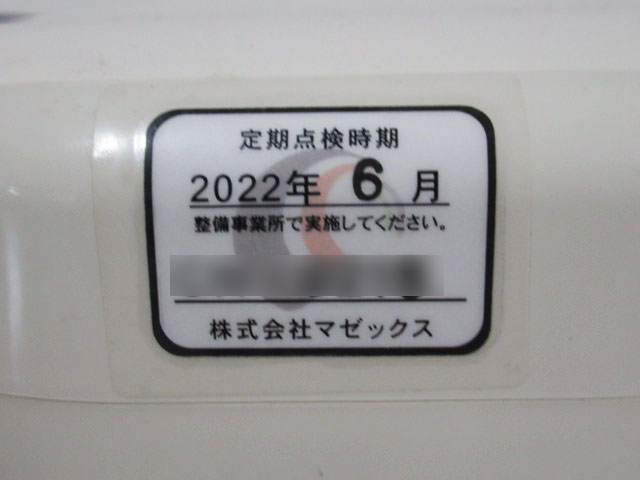 定期点検時期
2022年 6 月
整備事業所で実施してください。
株式会社マゼックス